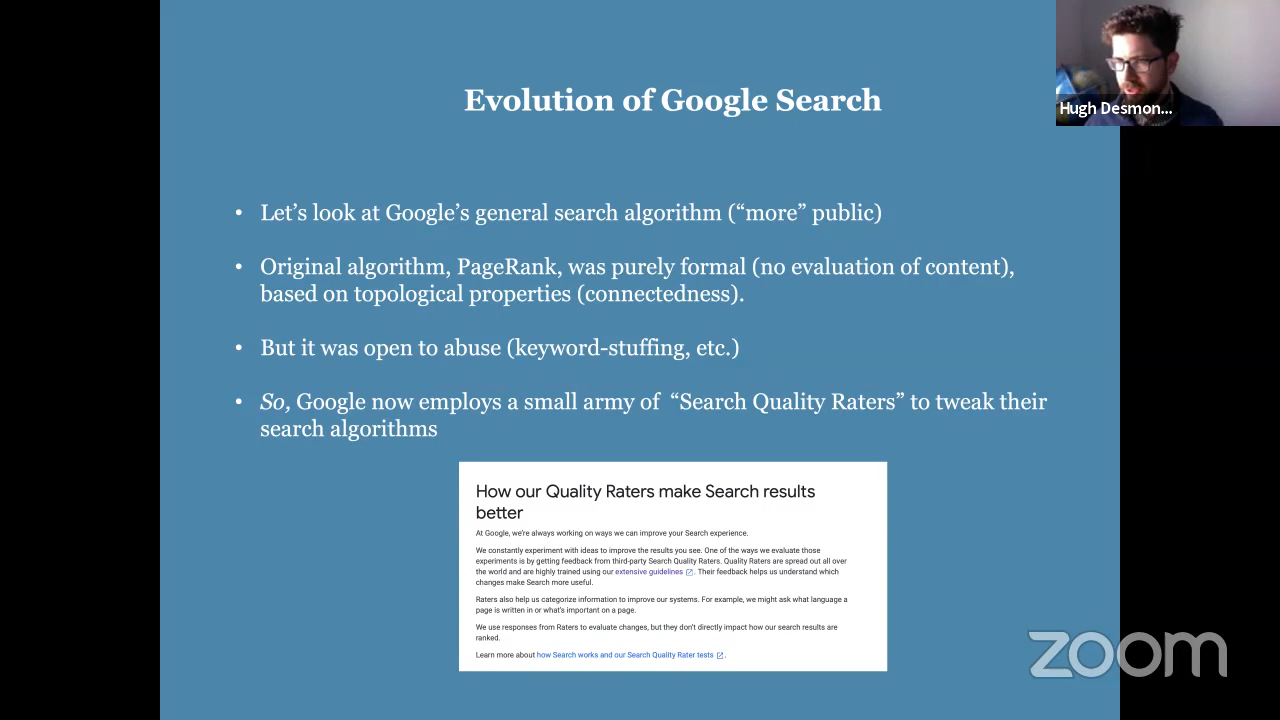 Evolution of Google Search
Hugh Desmon...
• Let’s look at Google’s general search algorithm (“more” public)
• Original algorithm, PageRank, was purely formal (no evaluation of content),
based on topological properties (connectedness).
• But it was open to abuse (keyword-stuffing, etc.)
• So, Google now employs a small army of “Search Quality Raters” to tweak their
search algorithms
How our Quality Raters make Search results
better
At Google, we're always working on ways we can improve your Search experience.
We constantly experiment with ideas to improve the results you see. One of the ways we evaluate those
experiments is by getting feedback from third-party Search Quality Raters. Quality Raters are spread out all over
the world and are highly trained using our extensive guidelines. Their feedback helps us understand which
changes make Search more useful.
Raters also help us categorize information to improve our systems. For example, we might ask what language a
page is written in or what's important on a page.
We use responses from Raters to evaluate changes, but they don't directly impact how our search results are
ranked.
Learn more about how Search works and our Search Quality Rater tests.
zoom